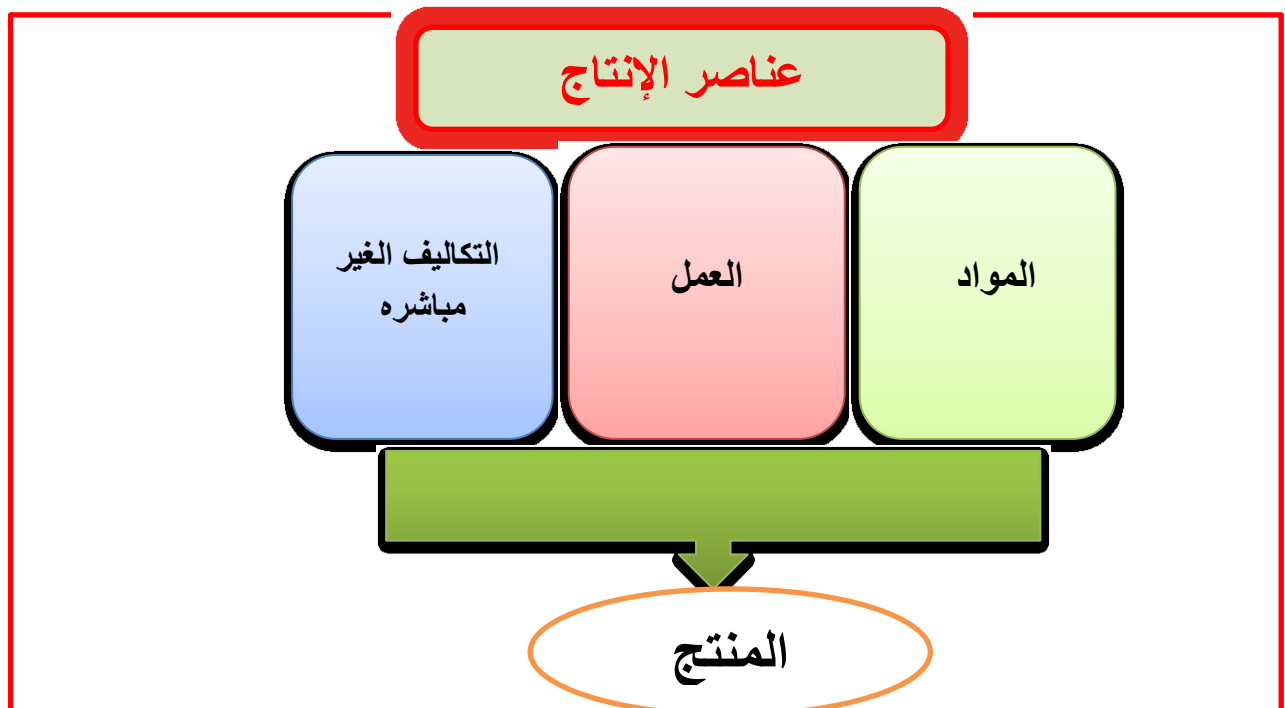 عناصر الإنتاج
المواد
العمل
التكاليف الغير
مباشره
المنتج